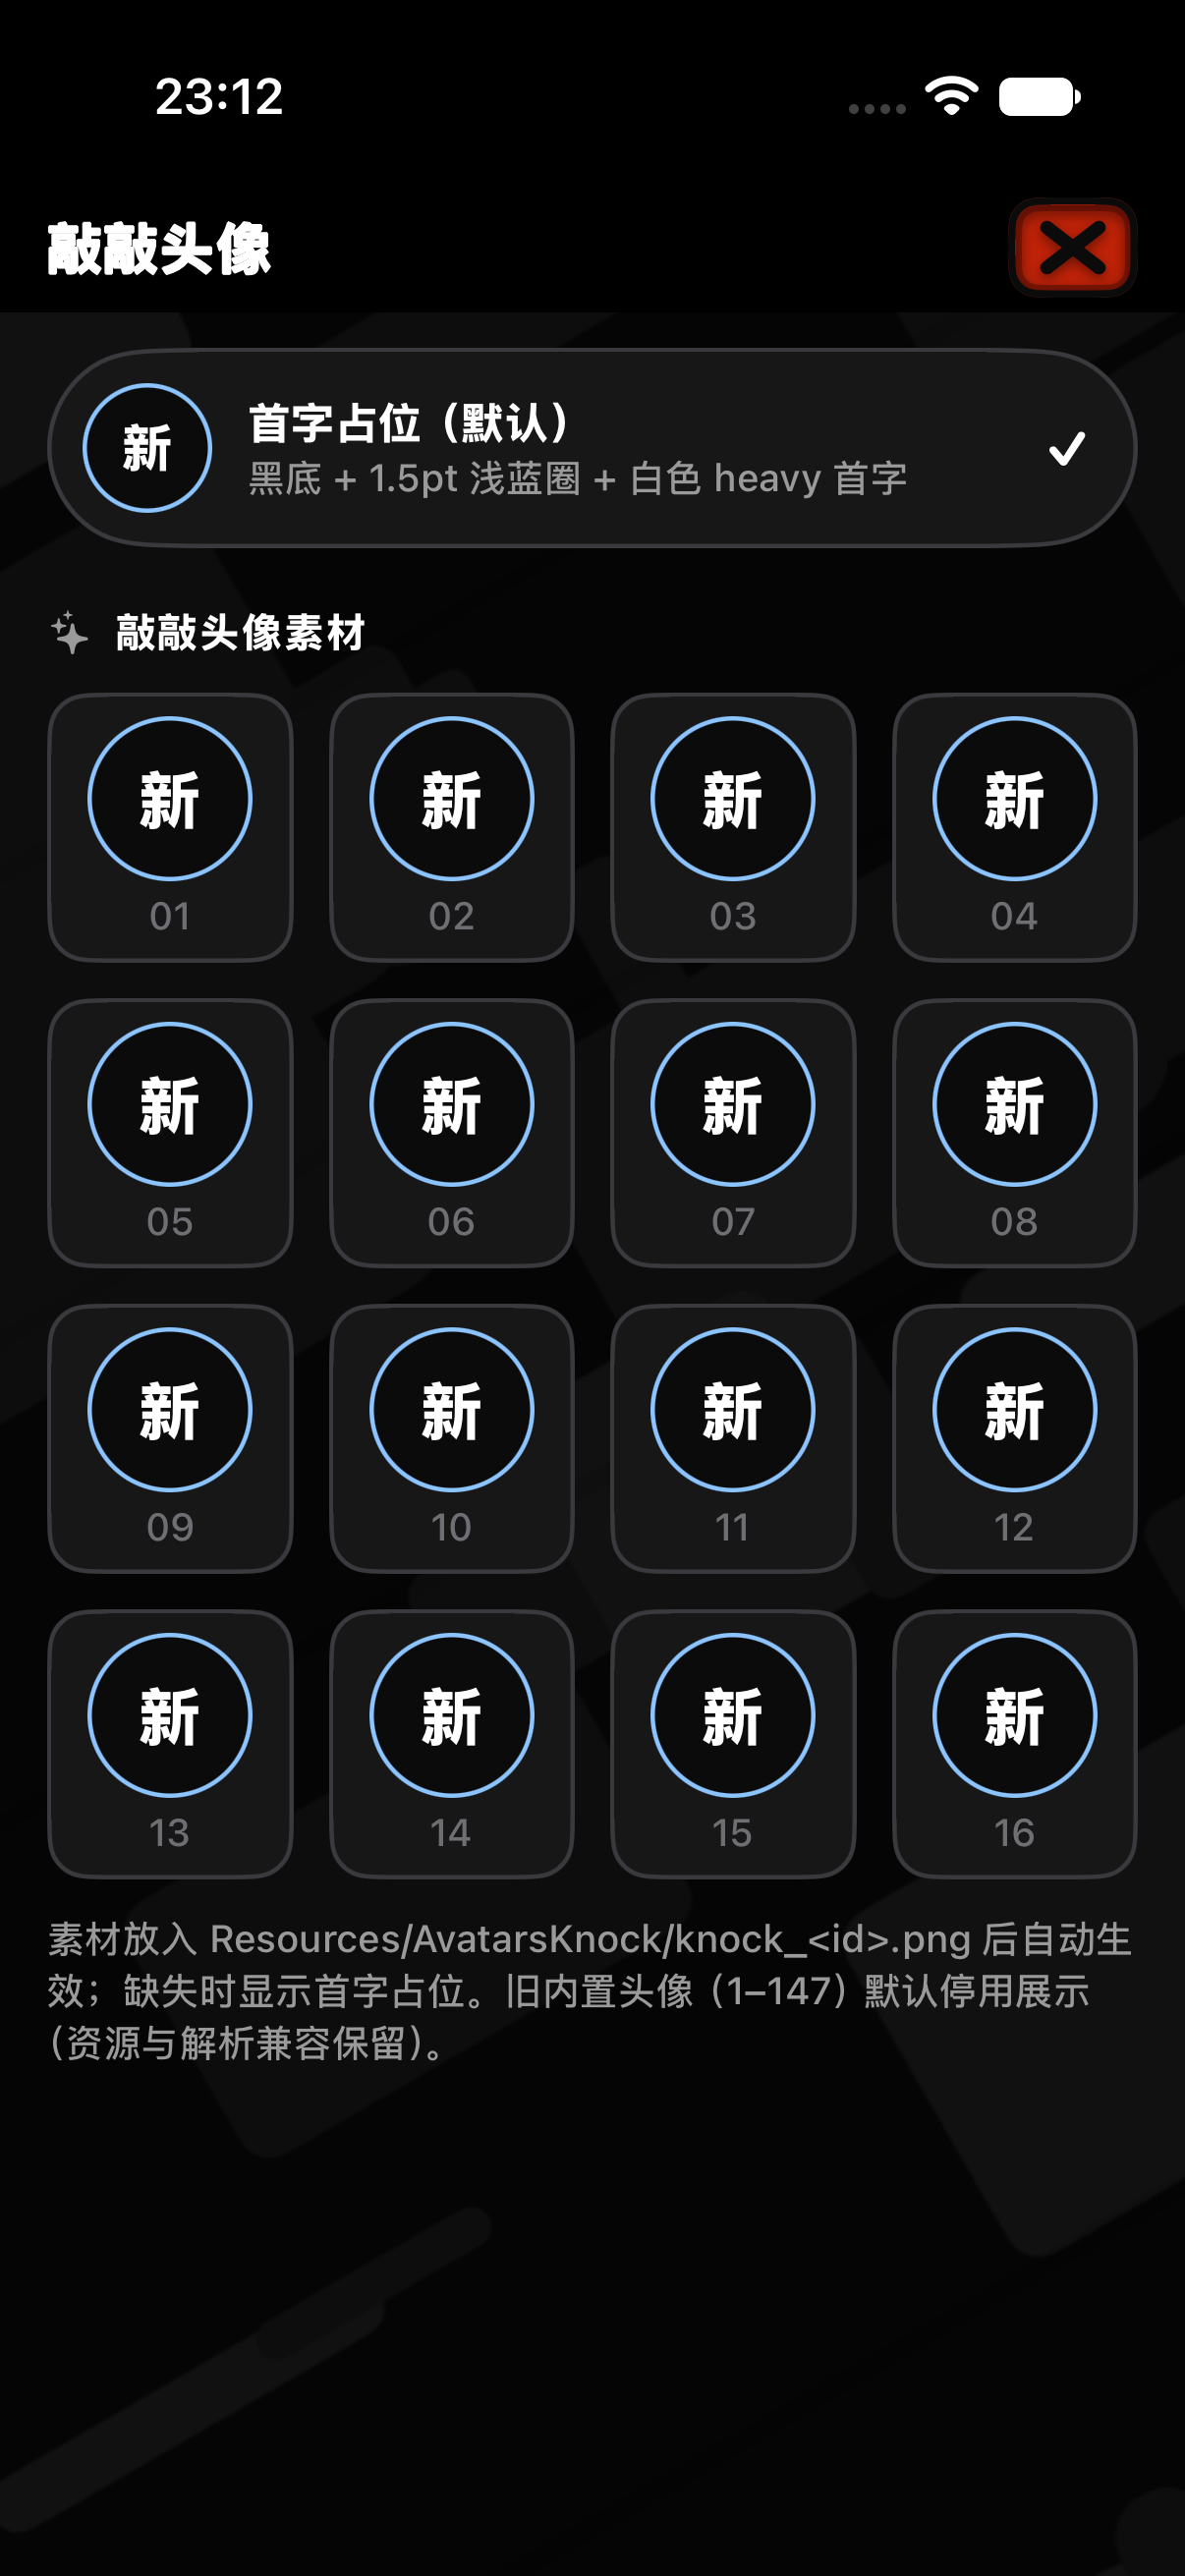 23:12
敲敲头像
新
首字占位（默认）
黑底 + 1.5pt 浅蓝圈 + 白色 heavy 首字
敲敲头像素材
新 新 新 新
01 02 03 04
新 新 新 新
05 06 07 08
新 新 新 新
09 10 11 12
新 新 新 新
13 14 15 16
素材放入 Resources/AvatarsKnock/knock_<id>.png 后自动生
效；缺失时显示首字占位。旧内置头像（1–147）默认停用展示
（资源与解析兼容保留）。